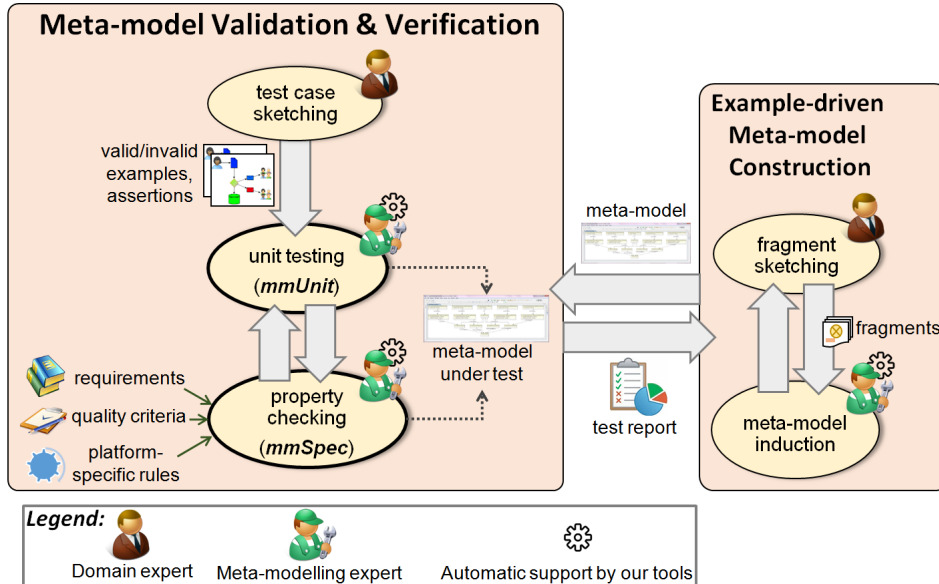 Meta-model Validation & Verification
test case
sketching
valid/invalid
examples,
assertions
unit testing
(mmUnit)
meta-model
under test
requirements
quality criteria
platform-
specific rules
property
checking
(mmSpec)
meta-model
test report
Example-driven
Meta-model
Construction
fragment
sketching
fragments
meta-model
induction
Legend:
Domain expert
Meta-modelling expert
Automatic support by our tools